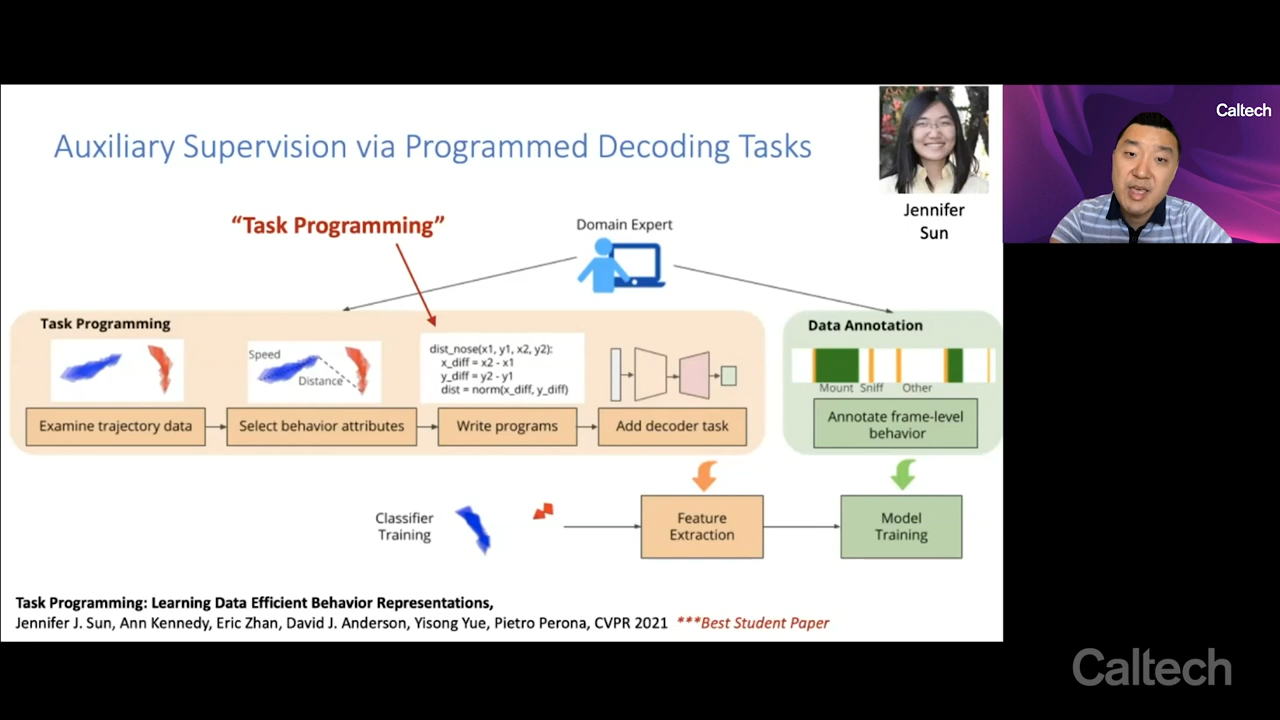 Auxiliary Supervision via Programmed Decoding Tasks
Jennifer
Sun
Caltech
"Task Programming"
Domain Expert
Task Programming
Speed
Distance
dist_nose(x1, y1, x2, y2):
x_diff = x2 - x1
y_diff = y2 - y1
dist = norm(x_diff, y_diff)
Examine trajectory data
Select behavior attributes
Write programs
Add decoder task
Data Annotation
Mount Sniff Other
Annotate frame-level
behavior
Classifier
Training
Feature
Extraction
Model
Training
Task Programming: Learning Data Efficient Behavior Representations,
Jennifer J. Sun, Ann Kennedy, Eric Zhan, David J. Anderson, Yisong Yue, Pietro Perona, CVPR 2021 ***Best Student Paper
Caltech